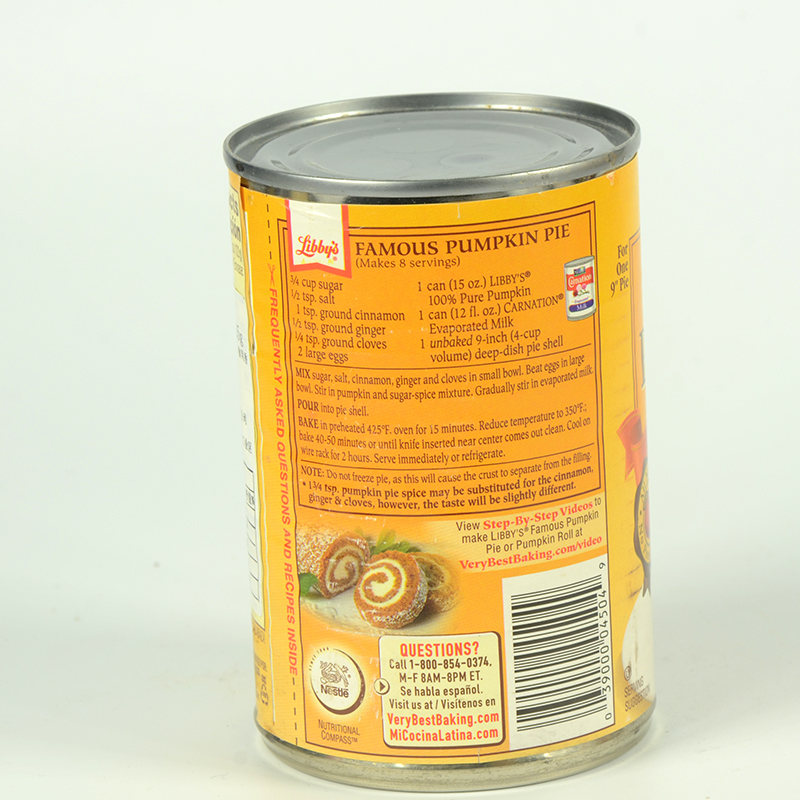 Libby's
FAMOUS PUMPKIN PIE
(Makes 8 servings)
¾ cup sugar
½ tsp. salt
1 tsp. ground cinnamon
½ tsp. ground ginger
¼ tsp. ground cloves
2 large eggs
1 can (15 oz.) LIBBY'S®
100% Pure Pumpkin
1 can (12 fl. oz.) CARNATION®
Evaporated Milk
1 unbaked 9-inch (4-cup
volume) deep-dish pie shell
Carnation
Milk
MIX sugar, salt, cinnamon, ginger and cloves in small bowl. Beat eggs in large
bowl. Stir in pumpkin and sugar-spice mixture. Gradually stir in evaporated milk.
POUR into pie shell.
BAKE in preheated 425°F. oven for 15 minutes. Reduce temperature to 350°F.;
bake 40-50 minutes or until knife inserted near center comes out clean. Cool on
wire rack for 2 hours. Serve immediately or refrigerate.
NOTE: Do not freeze pie, as this will cause the crust to separate from the filling.
• 1¾ tsp. pumpkin pie spice may be substituted for the cinnamon,
ginger & cloves, however, the taste will be slightly different.
View Step-By-Step Videos to
make LIBBY'S® Famous Pumpkin
Pie or Pumpkin Roll at
VeryBestBaking.com/video
FREQUENTLY ASKED QUESTIONS AND RECIPES INSIDE
Nestlé
NUTRITIONAL
COMPASS™
QUESTIONS?
Call 1-800-854-0374,
M-F 8AM-8PM ET.
Se habla español.
Visit us at / Visítenos en
VeryBestBaking.com
MiCocinaLatina.com
0 39000 04504 9
For
One
9" Pie
SERVING
SUGGESTION